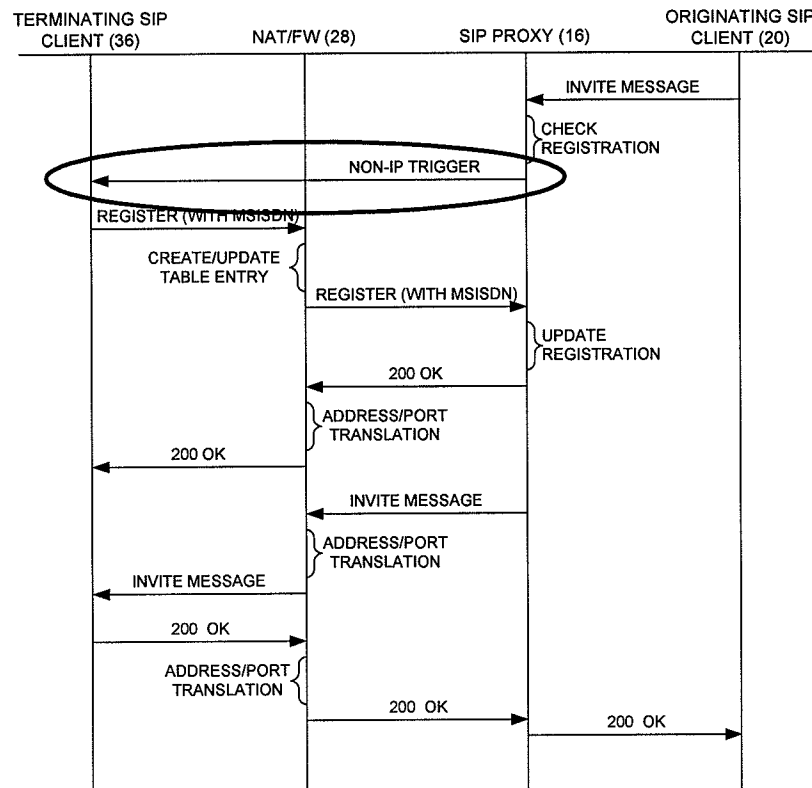 TERMINATING SIP
CLIENT (36)
NAT/FW (28)
SIP PROXY (16)
ORIGINATING SIP
CLIENT (20)
INVITE MESSAGE
CHECK
REGISTRATION
NON-IP TRIGGER
REGISTER (WITH MSISDN)
CREATE/UPDATE
TABLE ENTRY
REGISTER (WITH MSISDN)
UPDATE
REGISTRATION
200 OK
ADDRESS/PORT
TRANSLATION
200 OK
INVITE MESSAGE
ADDRESS/PORT
TRANSLATION
INVITE MESSAGE
200 OK
ADDRESS/PORT
TRANSLATION
200 OK
200 OK